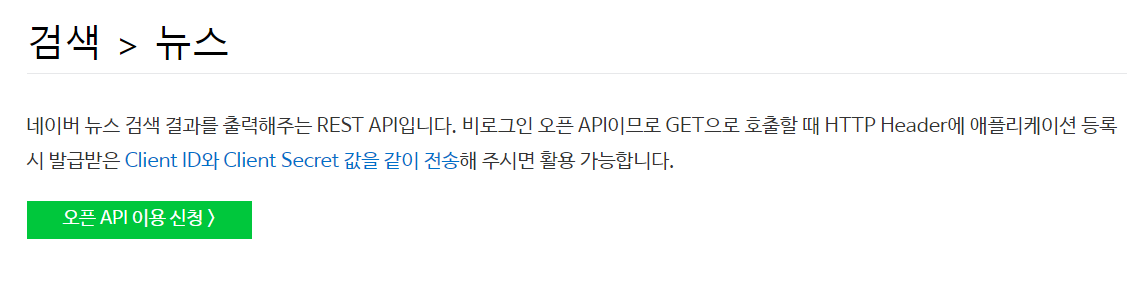 검색 > 뉴스
네이버 뉴스 검색 결과를 출력해주는 REST API입니다. 비로그인 오픈 API이므로 GET으로 호출할 때 HTTP Header에 애플리케이션 등록
시 발급받은 Client ID와 Client Secret 값을 같이 전송해 주시면 활용 가능합니다.
오픈 API 이용 신청 〉